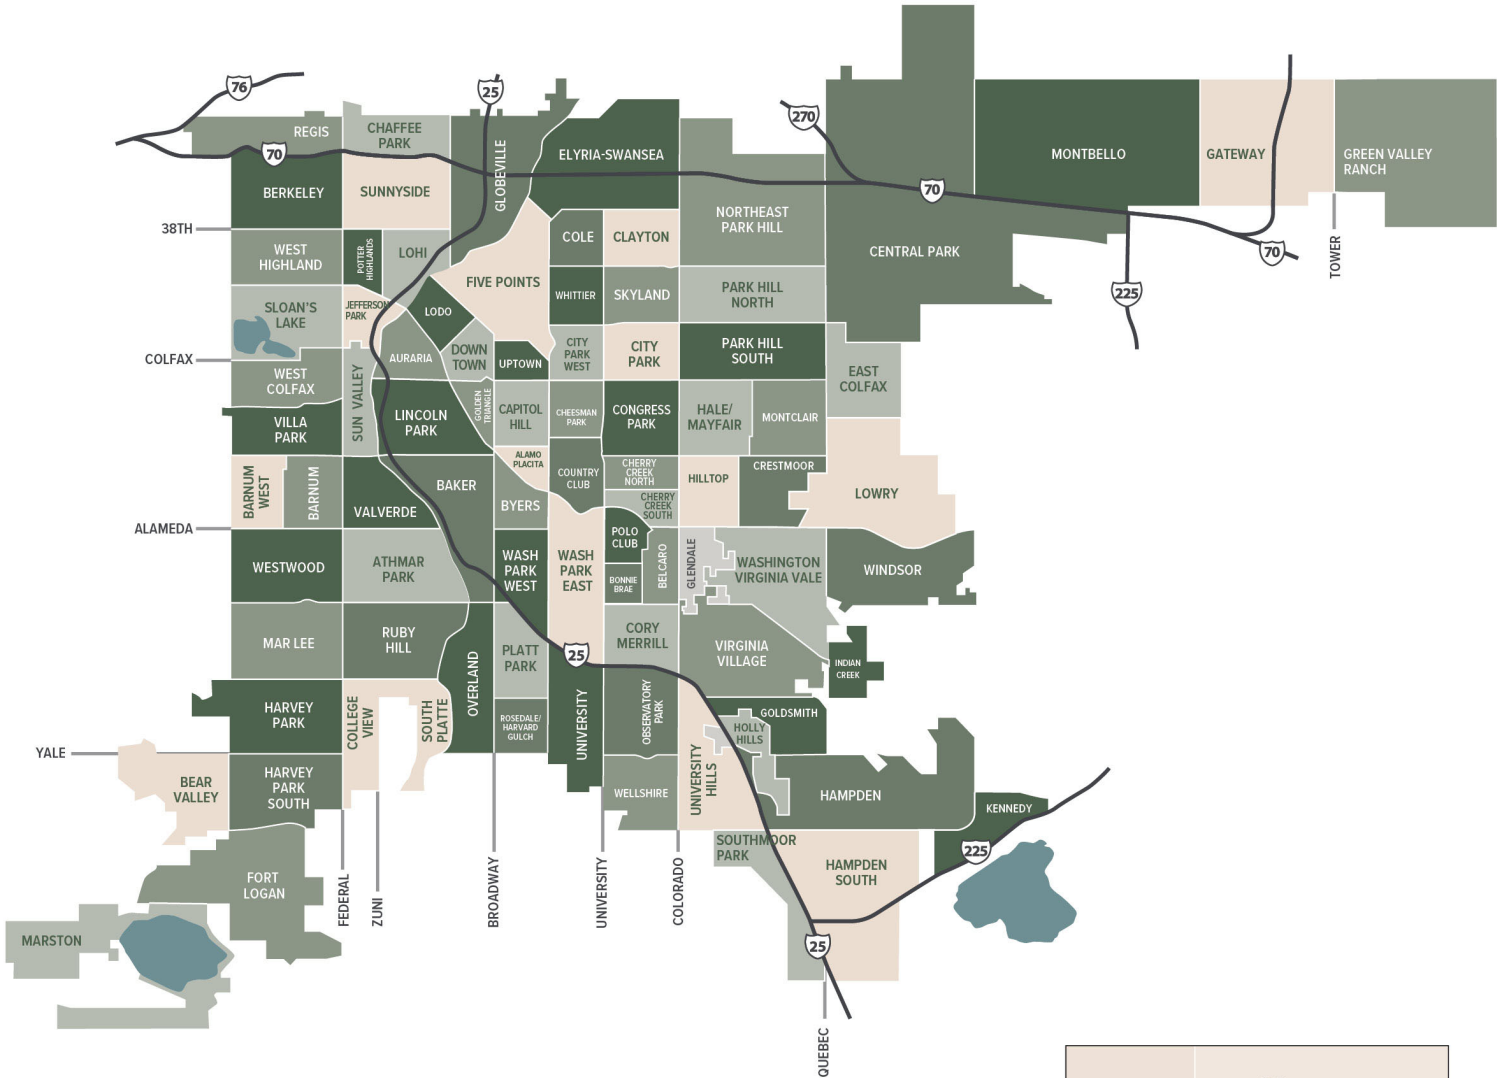 76
25
270
REGIS
CHAFFEE
PARK
70
GLOBEVILLE
ELYRIA-SWANSEA
MONTBELLO
GATEWAY
GREEN VALLEY
RANCH
BERKELEY
SUNNYSIDE
70
38TH
NORTHEAST
PARK HILL
COLE
CLAYTON
CENTRAL PARK
70
TOWER
WEST
HIGHLAND
POTTER
HIGHLANDS
LOHI
FIVE POINTS
WHITTIER
SKYLAND
PARK HILL
NORTH
225
SLOAN'S
LAKE
JEFFERSON
PARK
LODO
COLFAX
AURARIA
DOWN
TOWN
UPTOWN
CITY
PARK
WEST
CITY
PARK
PARK HILL
SOUTH
EAST
COLFAX
WEST
COLFAX
SUN VALLEY
VILLA
PARK
LINCOLN
PARK
GOLDEN
TRIANGLE
CAPITOL
HILL
CHEESMAN
PARK
CONGRESS
PARK
HALE/
MAYFAIR
MONTCLAIR
BARNUM
WEST
BARNUM
VALVERDE
BAKER
ALAMO
PLACITA
BYERS
COUNTRY
CLUB
CHERRY
CREEK
NORTH
CHERRY
CREEK
SOUTH
HILLTOP
CRESTMOOR
LOWRY
ALAMEDA
WESTWOOD
ATHMAR
PARK
WASH
PARK
WEST
WASH
PARK
EAST
POLO
CLUB
BONNIE
BRAE
BELCARO
GLENDALE
WASHINGTON
VIRGINIA VALE
WINDSOR
MAR LEE
RUBY
HILL
OVERLAND
PLATT
PARK
25
CORY
MERRILL
VIRGINIA
VILLAGE
INDIAN
CREEK
HARVEY
PARK
COLLEGE
VIEW
SOUTH
PLATTE
ROSEDALE/
HARVARD
GULCH
UNIVERSITY
OBSERVATORY
PARK
GOLDSMITH
HOLLY
HILLS
YALE
BEAR
VALLEY
HARVEY
PARK
SOUTH
WELLSHIRE
UNIVERSITY
HILLS
HAMPDEN
KENNEDY
SOUTHMOOR
PARK
225
HAMPDEN
SOUTH
FORT
LOGAN
FEDERAL
ZUNI
BROADWAY
UNIVERSITY
COLORADO
MARSTON
25
QUEBEC